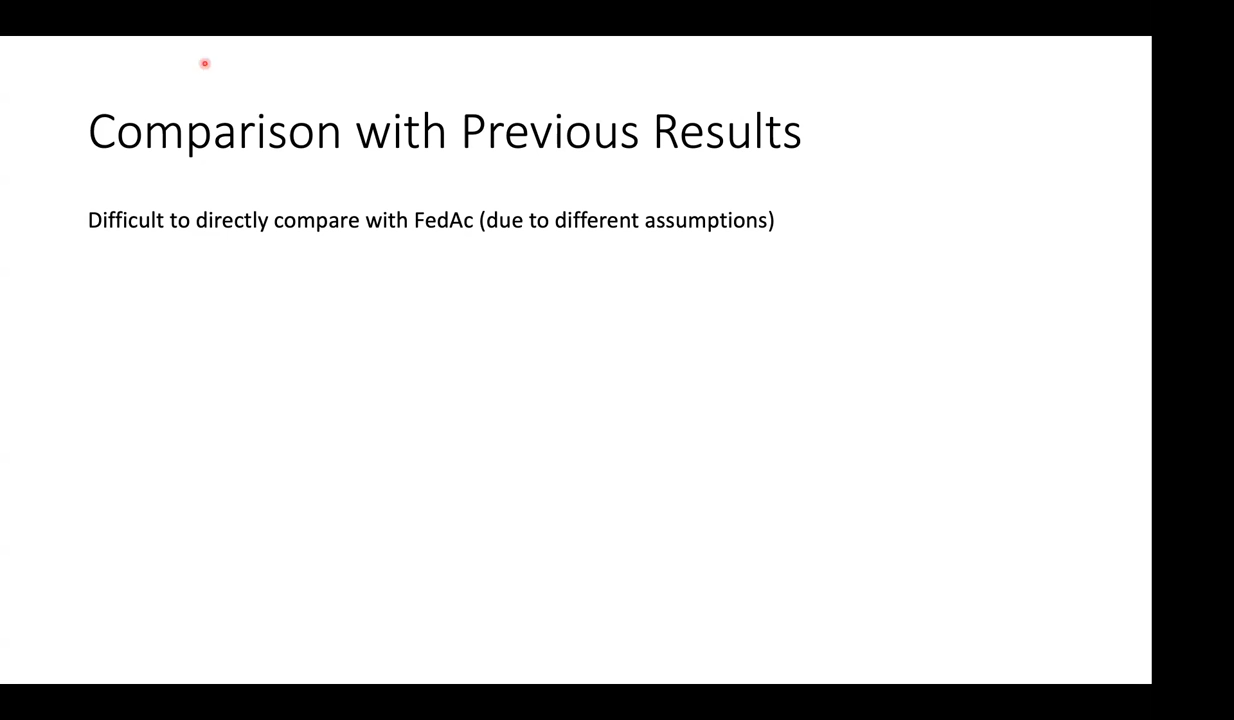 Comparison with Previous Results
Difficult to directly compare with FedAc (due to different assumptions)